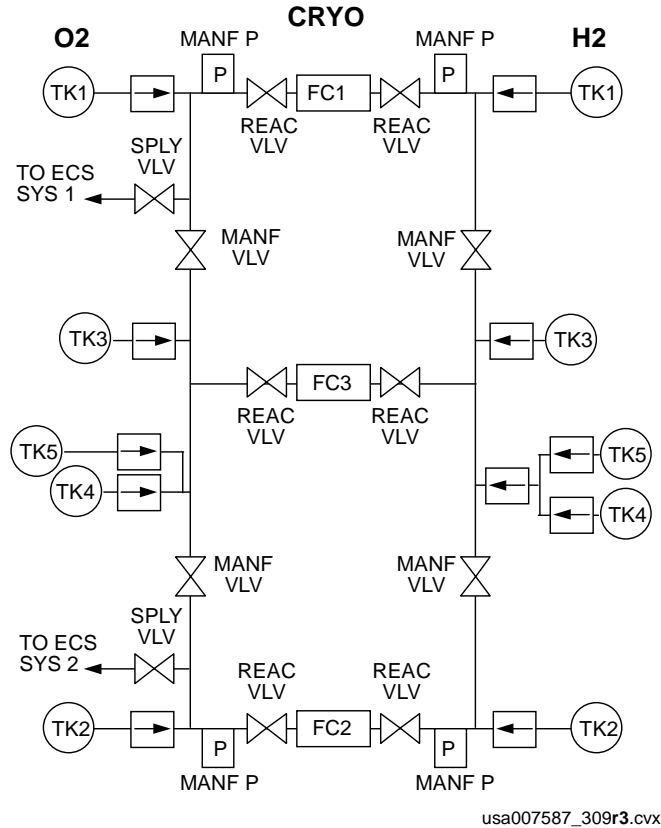 CRYO
O2
MANF P
MANF P
H2
P
P
TK1
FC1
TK1
REAC
VLV
REAC
VLV
SPLY
VLV
TO ECS
SYS 1
MANF
VLV
MANF
VLV
TK3
TK3
FC3
REAC
VLV
REAC
VLV
TK5
TK5
TK4
TK4
MANF
VLV
MANF
VLV
SPLY
VLV
TO ECS
SYS 2
REAC
VLV
REAC
VLV
TK2
FC2
TK2
P
P
MANF P
MANF P
usa007587_309r3.cvx